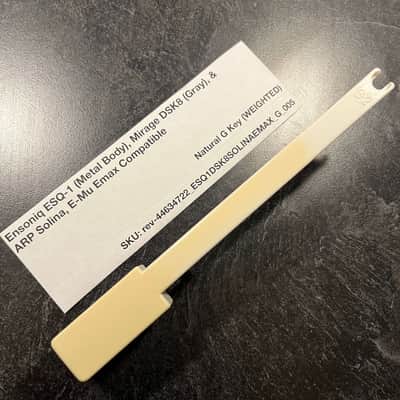 Ensoniq ESQ-1 (Metal Body), Mirage DSK8 (Gray), &
ARP Solina, E-Mu Emax Compatible
Natural G Key (WEIGHTED)
SKU: rev-44634722_ESQ1DSK8SOLINAEMAX_G_005